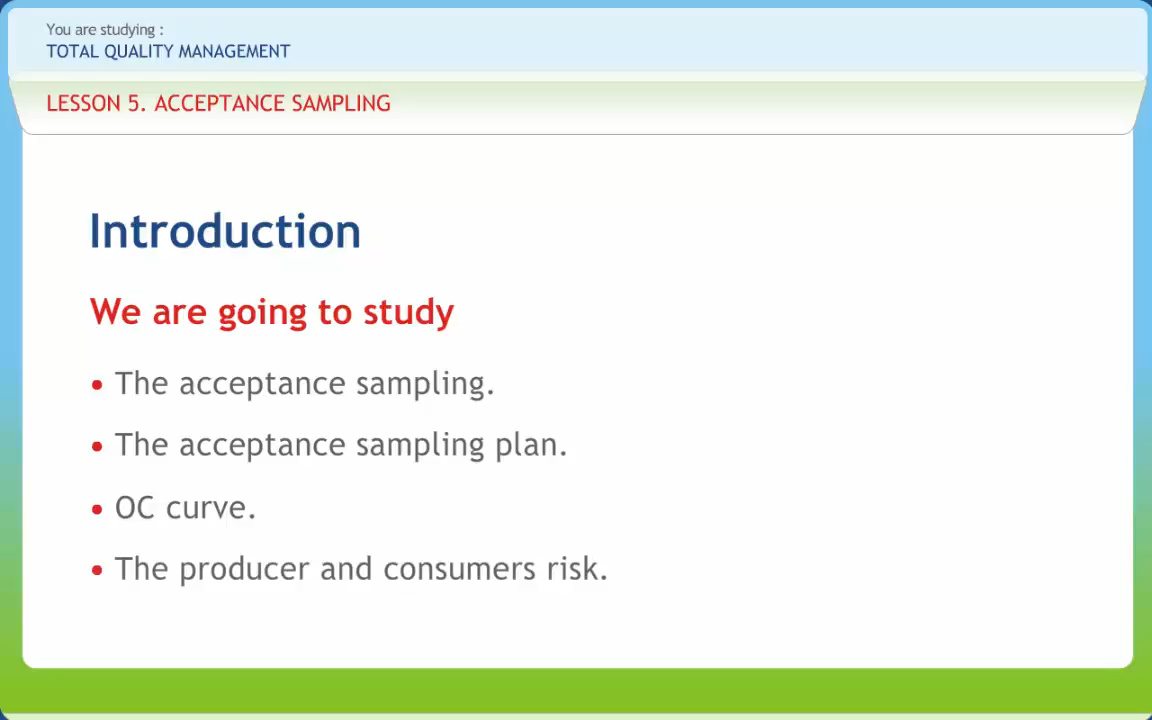 You are studying :
TOTAL QUALITY MANAGEMENT
LESSON 5. ACCEPTANCE SAMPLING
Introduction
We are going to study
• The acceptance sampling.
• The acceptance sampling plan.
• OC curve.
• The producer and consumers risk.